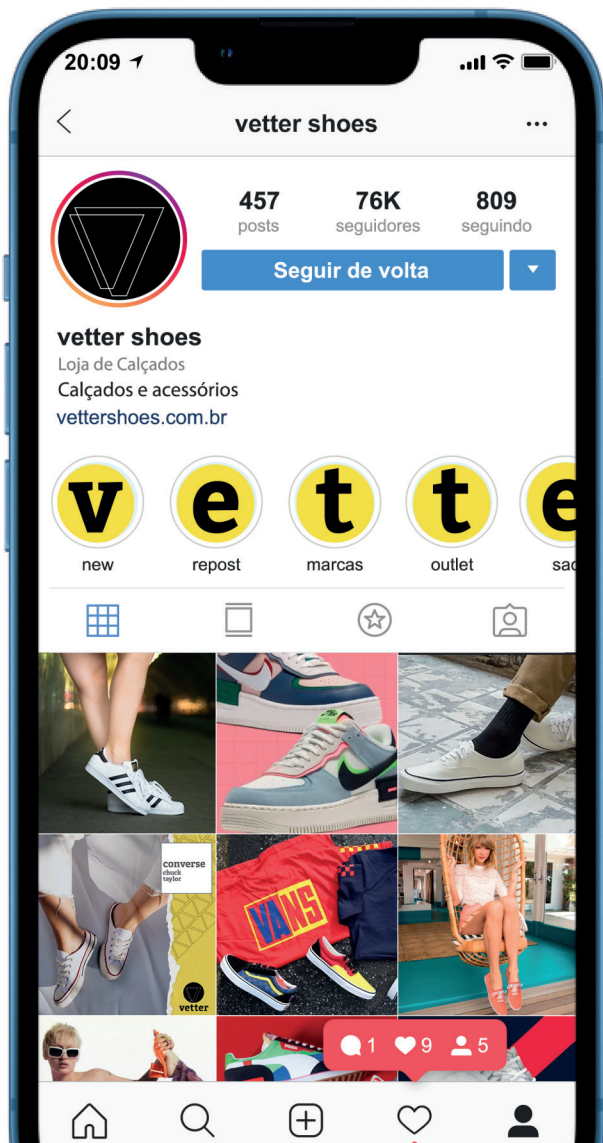 20:09
vetter shoes
457 76K 809
posts seguidores seguindo
Seguir de volta
vetter shoes
Loja de Calçados
Calçados e acessórios
vettershoes.com.br
v e t t e
new repost marcas outlet sac
converse
chuck
taylor
VANS
vetter
1 9 5